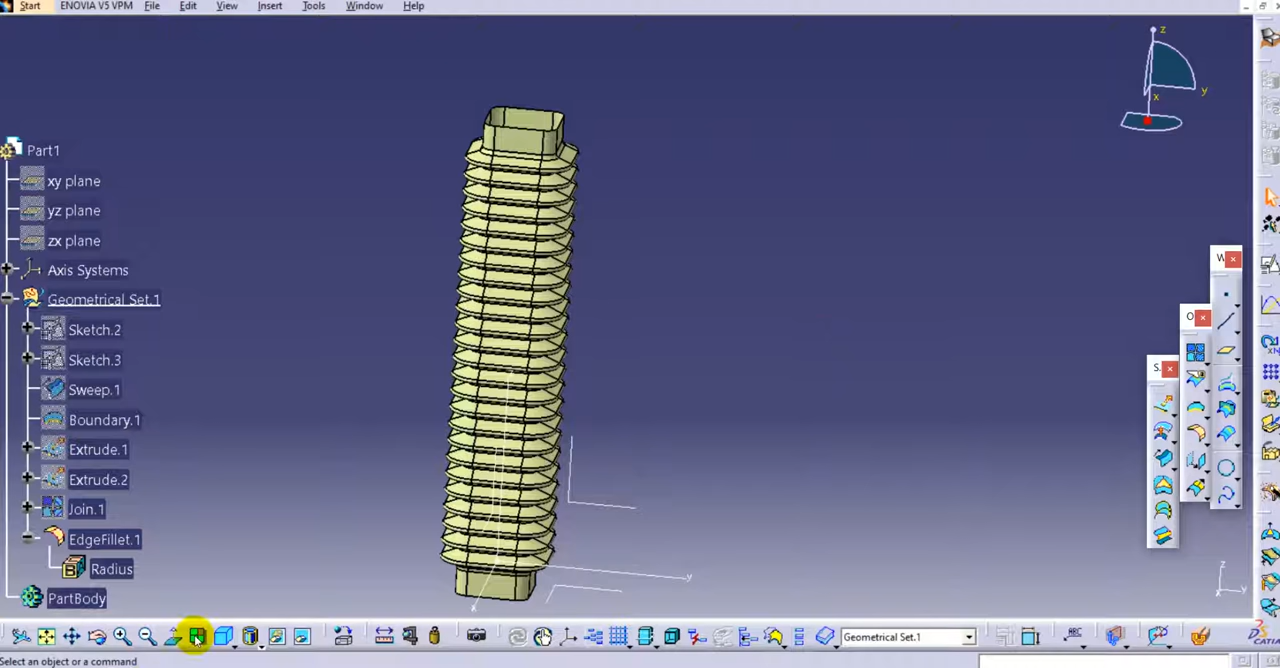 Start ENOVIA V5 VPM File Edit View Insert Tools Window Help
z
y
x
Part1
xy plane
yz plane
zx plane
Axis Systems
Geometrical Set.1
Sketch.2
Sketch.3
Sweep.1
Boundary.1
Extrude.1
Extrude.2
Join.1
EdgeFillet.1
Radius
PartBody
W
O
S
y
z
y
Geometrical Set.1
ABC
CATIA
Select an object or a command